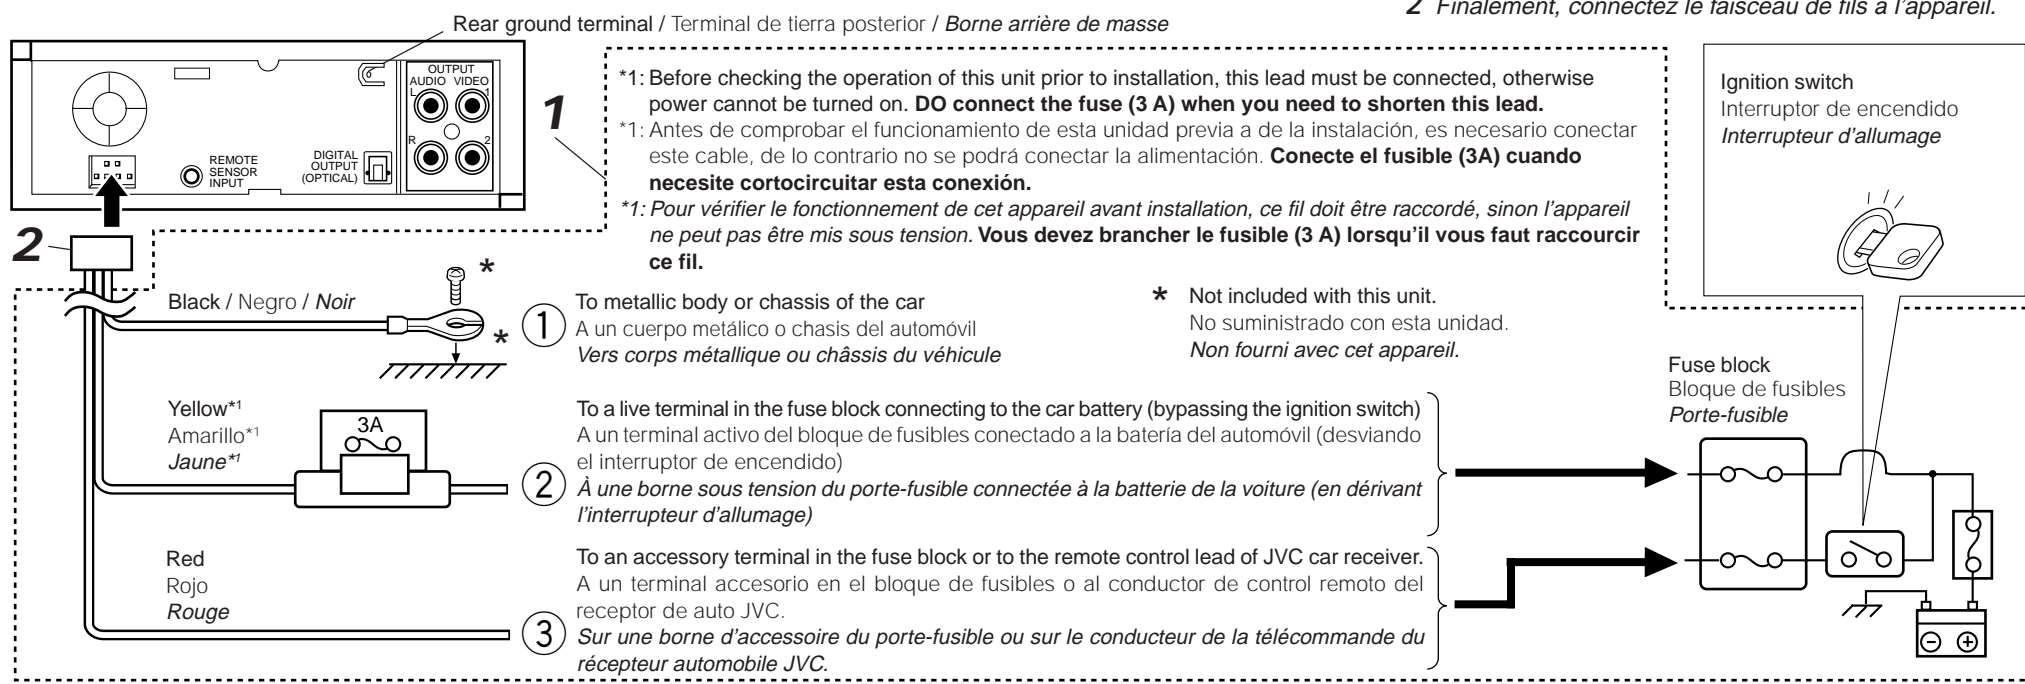 2 Finalement, connectez le faisceau de fils à l'appareil.
Rear ground terminal / Terminal de tierra posterior / Borne arrière de masse
OUTPUT
AUDIO VIDEO
L
1
R
2
REMOTE
SENSOR
INPUT
DIGITAL
OUTPUT
(OPTICAL)
1
*1: Before checking the operation of this unit prior to installation, this lead must be connected, otherwise
power cannot be turned on. DO connect the fuse (3 A) when you need to shorten this lead.
*1: Antes de comprobar el funcionamiento de esta unidad previa a de la instalación, es necesario conectar
este cable, de lo contrario no se podrá conectar la alimentación. Conecte el fusible (3A) cuando
necesite cortocircuitar esta conexión.
*1: Pour vérifier le fonctionnement de cet appareil avant installation, ce fil doit être raccordé, sinon l'appareil
ne peut pas être mis sous tension. Vous devez brancher le fusible (3 A) lorsqu'il vous faut raccourcir
ce fil.
Ignition switch
Interruptor de encendido
Interrupteur d'allumage
2
Black / Negro / Noir
*
*
①
To metallic body or chassis of the car
A un cuerpo metálico o chasis del automóvil
Vers corps métallique ou châssis du véhicule
* Not included with this unit.
No suministrado con esta unidad.
Non fourni avec cet appareil.
Yellow*1
Amarillo*1
Jaune*1
3A
②
To a live terminal in the fuse block connecting to the car battery (bypassing the ignition switch)
A un terminal activo del bloque de fusibles conectado a la batería del automóvil (desviando
el interruptor de encendido)
À une borne sous tension du porte-fusible connectée à la batterie de la voiture (en dérivant
l'interrupteur d'allumage)
Fuse block
Bloque de fusibles
Porte-fusible
Red
Rojo
Rouge
③
To an accessory terminal in the fuse block or to the remote control lead of JVC car receiver.
A un terminal accesorio en el bloque de fusibles o al conductor de control remoto del
receptor de auto JVC.
Sur une borne d'accessoire du porte-fusible ou sur le conductor de la télécommande du
récepteur automobile JVC.